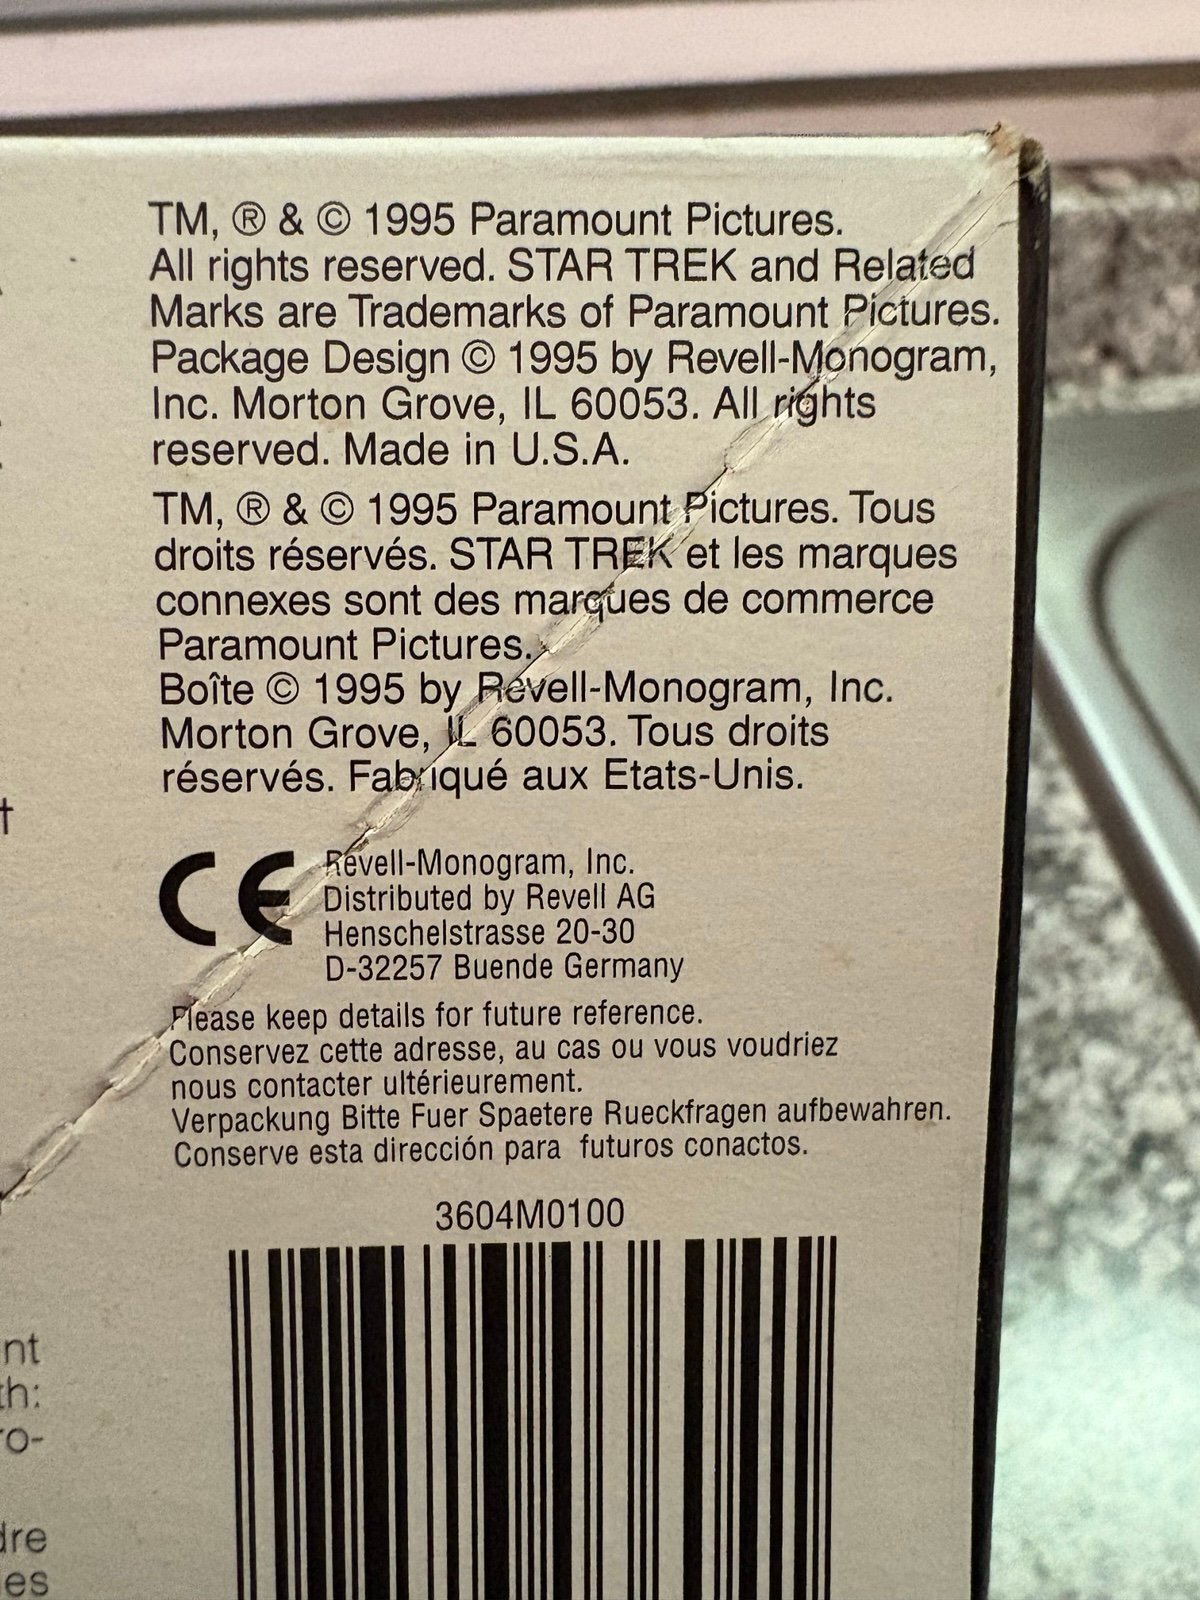 TM, ® & © 1995 Paramount Pictures.
All rights reserved. STAR TREK and Related
Marks are Trademarks of Paramount Pictures.
Package Design © 1995 by Revell-Monogram,
Inc. Morton Grove, IL 60053. All rights
reserved. Made in U.S.A.
TM, ® & © 1995 Paramount Pictures. Tous
droits réservés. STAR TREK et les marques
connexes sont des marques de commerce
Paramount Pictures.
Boîte © 1995 by Revell-Monogram, Inc.
Morton Grove, IL 60053. Tous droits
réservés. Fabriqué aux Etats-Unis.
CE
Revell-Monogram, Inc.
Distributed by Revell AG
Henschelstrasse 20-30
D-32257 Buende Germany
Please keep details for future reference.
Conservez cette adresse, au cas ou vous voudriez
nous contacter ultérieurement.
Verpackung Bitte Fuer Spaetere Rueckfragen aufbewahren.
Conserve esta dirección para futuros conactos.
3604M0100